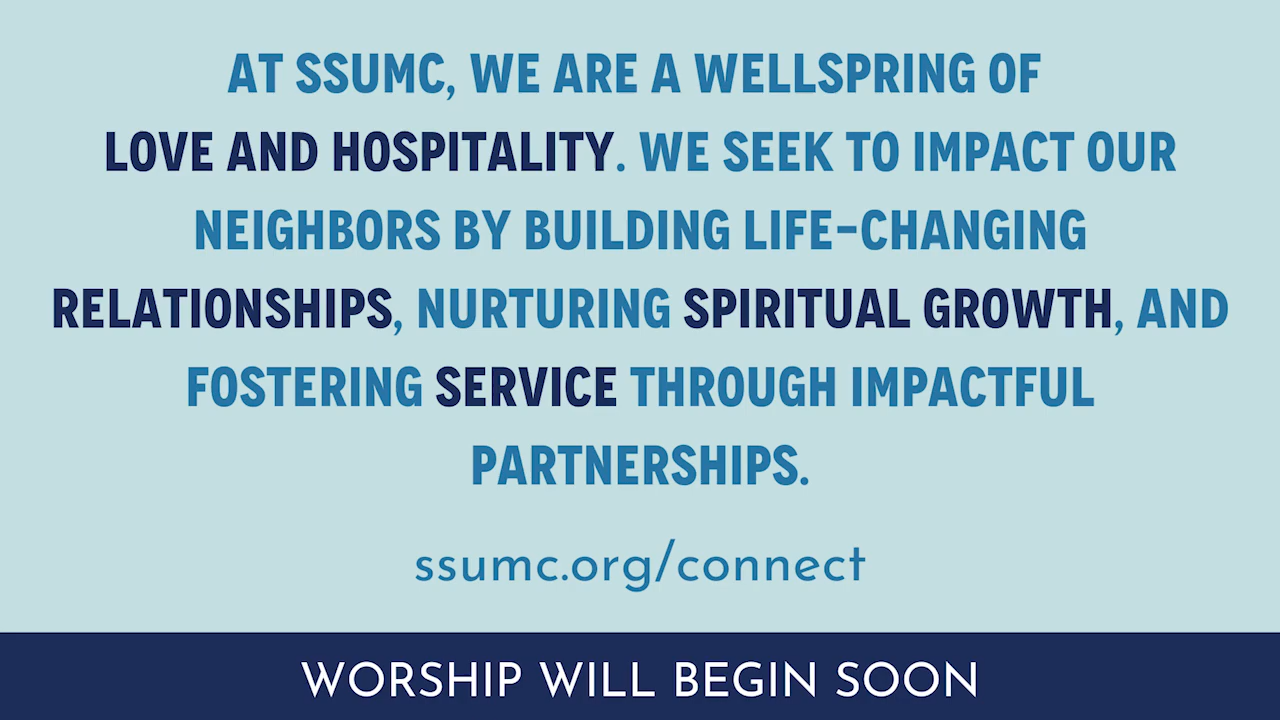 AT SSUMC, WE ARE A WELLSPRING OF
LOVE AND HOSPITALITY. WE SEEK TO IMPACT OUR
NEIGHBORS BY BUILDING LIFE-CHANGING
RELATIONSHIPS, NURTURING SPIRITUAL GROWTH, AND
FOSTERING SERVICE THROUGH IMPACTFUL
PARTNERSHIPS.
ssumc.org/connect
WORSHIP WILL BEGIN SOON